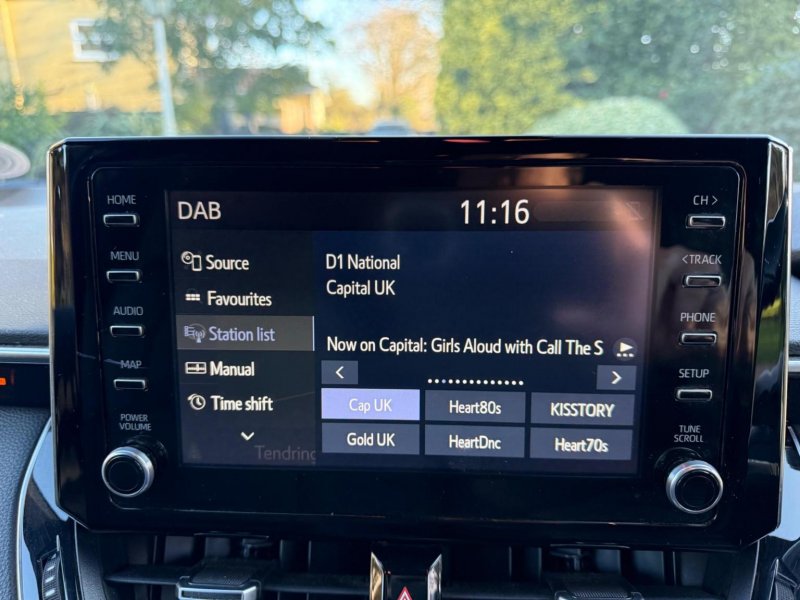 HOME
MENU
AUDIO
MAP
POWER
VOLUME
DAB
11:16
Source
Favourites
Station list
Manual
Time shift
D1 National
Capital UK
Now on Capital: Girls Aloud with Call The S
Cap UK
Heart80s
KISSTORY
Gold UK
HeartDnc
Heart70s
Tendring
CH >
< TRACK
PHONE
SETUP
TUNE
SCROLL